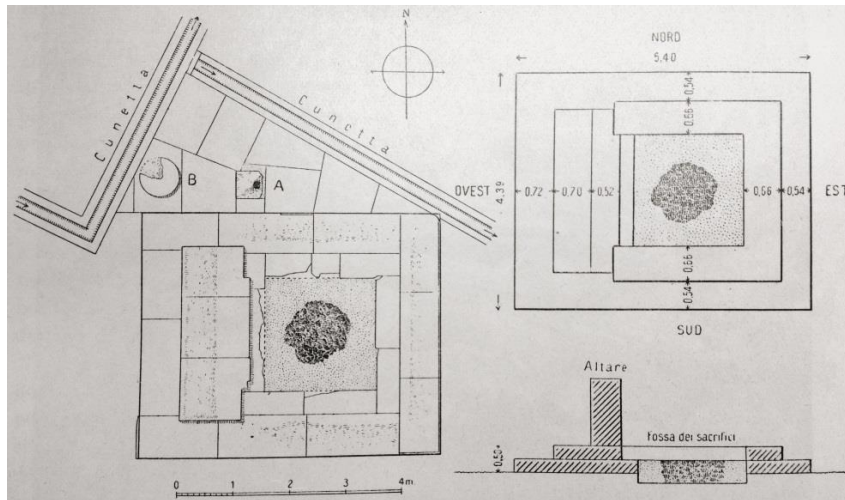 Cunetta
Cunetta
N
B
A
0 1 2 3 4 m.
NORD
5,40
0,54
0,66
OVEST
4,39
0,72
0,70
0,52
0,66
0,54
EST
0,66
0,54
SUD
Altare
Fossa dei sacrifici
0,50